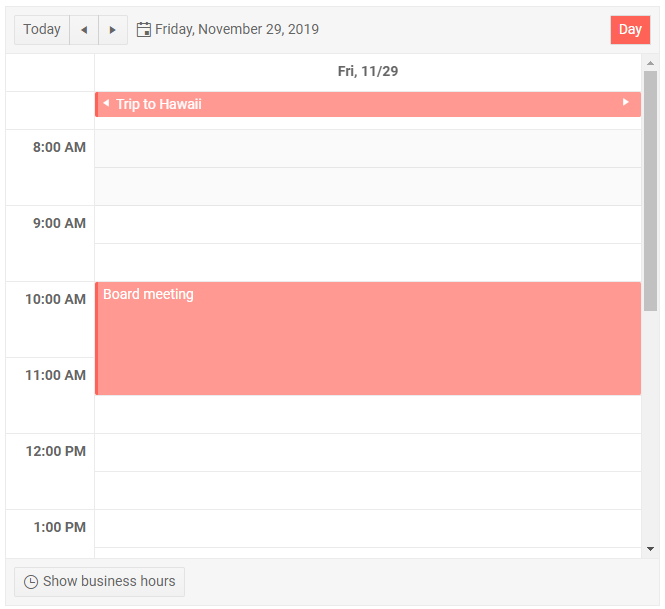 Today
Friday, November 29, 2019
Day
Fri, 11/29
Trip to Hawaii
8:00 AM
9:00 AM
10:00 AM
Board meeting
11:00 AM
12:00 PM
1:00 PM
Show business hours